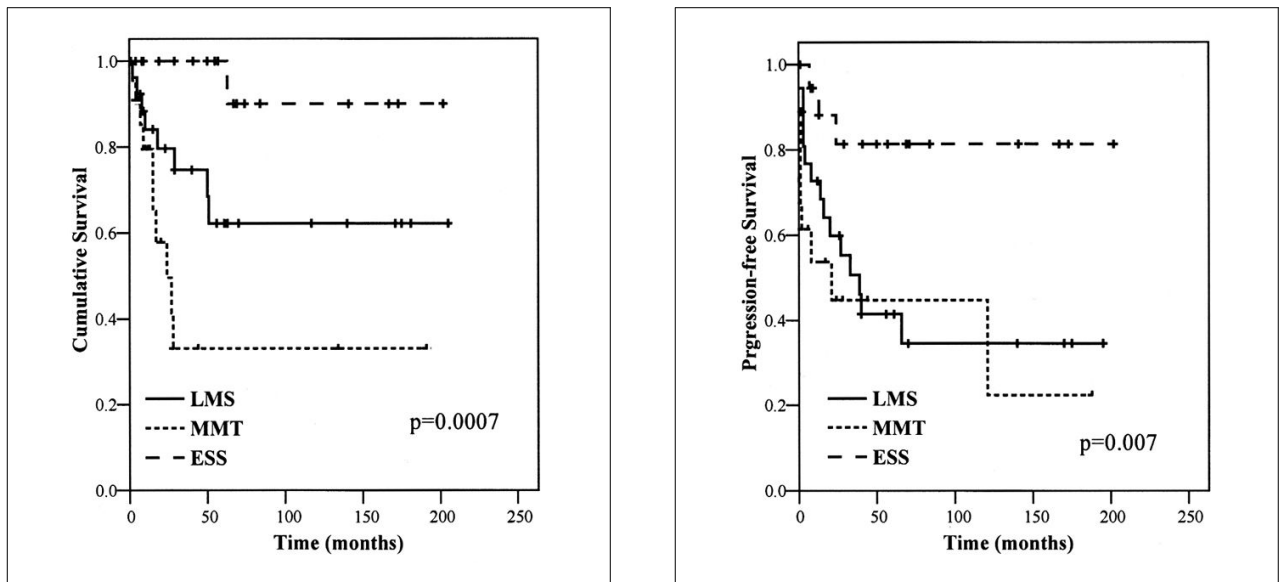 Cumulative Survival
1.0
0.8
0.6
0.4
0.2
0.0
LMS
MMT
ESS
p=0.0007
0 50 100 150 200 250
Time (months)
Prgression-free Survival
1.0
0.8
0.6
0.4
0.2
0.0
LMS
MMT
ESS
p=0.007
0 50 100 150 200 250
Time (months)